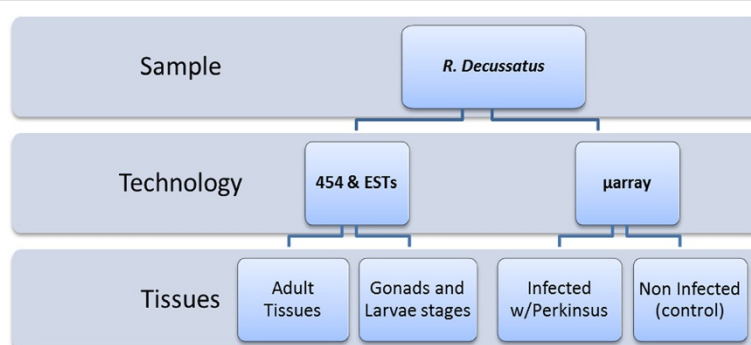 Sample
R. Decussatus
Technology
454 & ESTs
µarray
Tissues
Adult
Tissues
Gonads and
Larvae stages
Infected
w/Perkinsus
Non Infected
(control)